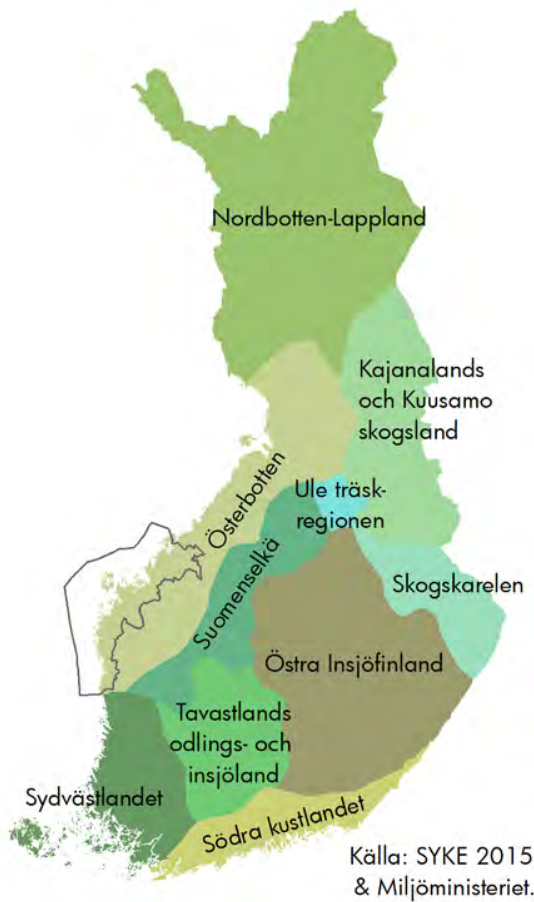 Nordbotten-Lappland
Kajanalands
och Kuusamo
skogsland
Österbotten
Ule träsk-
regionen
Suomenselkä
Skogskarelen
Östra Insjöfinland
Tavastlands
odlings- och
insjöland
Sydvästlandet
Södra kustlandet
Källa: SYKE 2015
& Miljöministeriet.